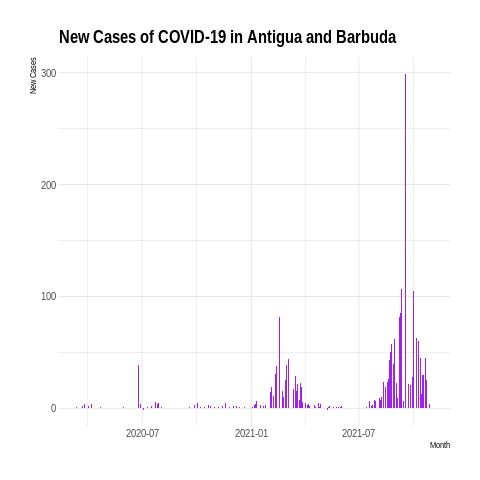 New Cases of COVID-19 in Antigua and Barbuda
New Cases
300
200
100
0
2020-07 2021-01 2021-07
Month